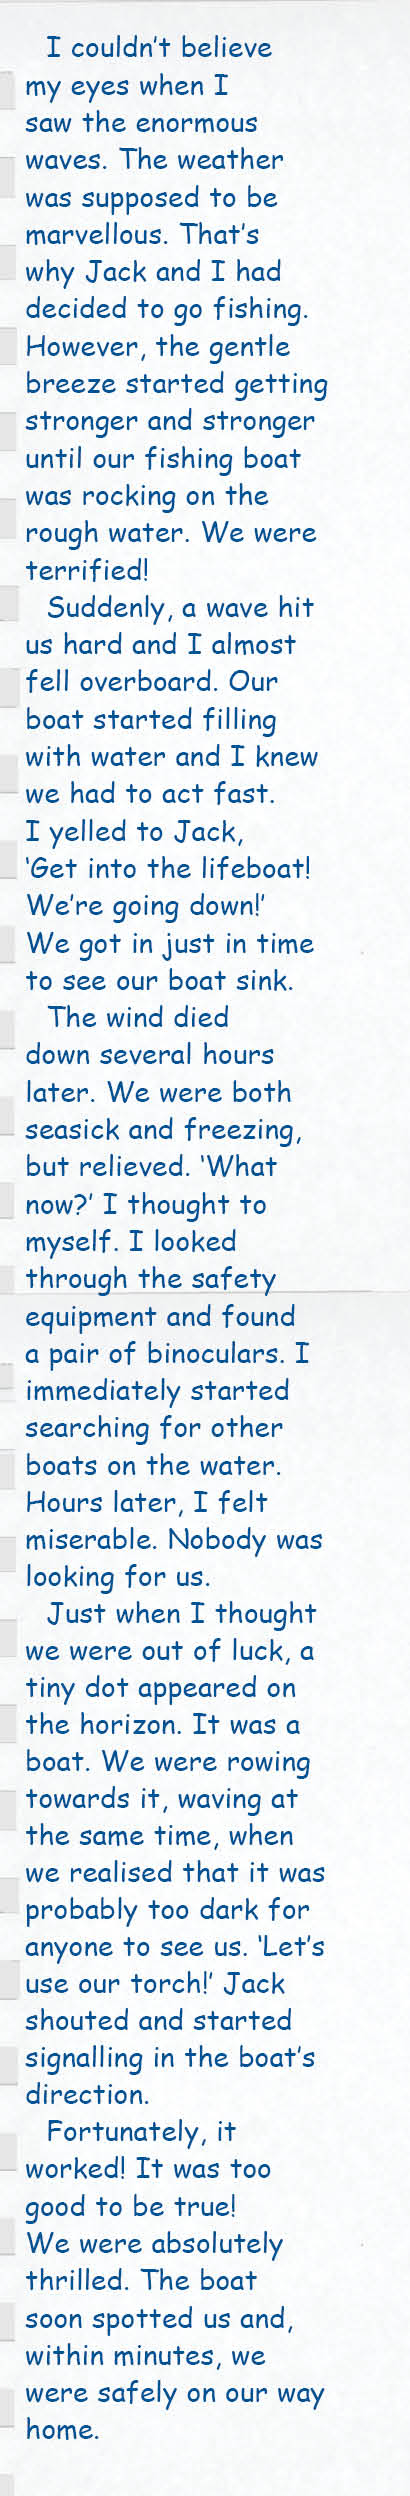 I couldn't believe
my eyes when I
saw the enormous
waves. The weather
was supposed to be
marvellous. That's
why Jack and I had
decided to go fishing.
However, the gentle
breeze started getting
stronger and stronger
until our fishing boat
was rocking on the
rough water. We were
terrified!
Suddenly, a wave hit
us hard and I almost
fell overboard. Our
boat started filling
with water and I knew
we had to act fast.
I yelled to Jack,
'Get into the lifeboat!
We're going down!'
We got in just in time
to see our boat sink.
The wind died
down several hours
later. We were both
seasick and freezing,
but relieved. 'What
now?' I thought to
myself. I looked
through the safety
equipment and found
a pair of binoculars. I
immediately started
searching for other
boats on the water.
Hours later, I felt
miserable. Nobody was
looking for us.
Just when I thought
we were out of luck, a
tiny dot appeared on
the horizon. It was a
boat. We were rowing
towards it, waving at
the same time, when
we realised that it was
probably too dark for
anyone to see us. 'Let's
use our torch!' Jack
shouted and started
signalling in the boat's
direction.
Fortunately, it
worked! It was too
good to be true!
We were absolutely
thrilled. The boat
soon spotted us and,
within minutes, we
were safely on our way
home.